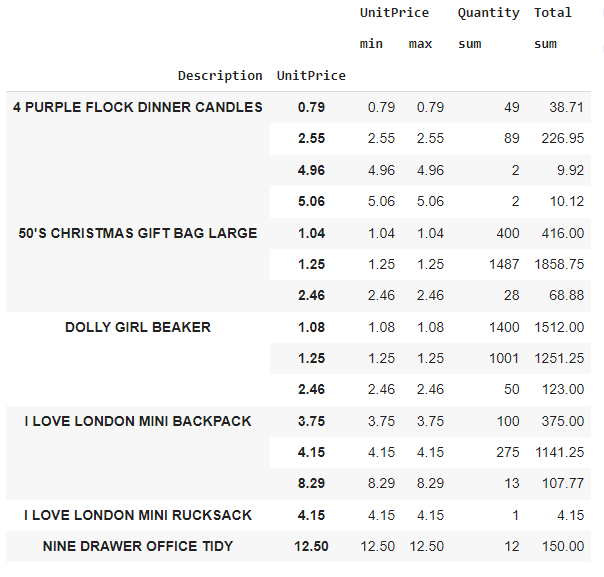 UnitPrice Quantity Total
min max sum sum
Description UnitPrice
4 PURPLE FLOCK DINNER CANDLES 0.79 0.79 0.79 49 38.71
2.55 2.55 2.55 89 226.95
4.96 4.96 4.96 2 9.92
5.06 5.06 5.06 2 10.12
50'S CHRISTMAS GIFT BAG LARGE 1.04 1.04 1.04 400 416.00
1.25 1.25 1.25 1487 1858.75
2.46 2.46 2.46 28 68.88
DOLLY GIRL BEAKER 1.08 1.08 1.08 1400 1512.00
1.25 1.25 1.25 1001 1251.25
2.46 2.46 2.46 50 123.00
I LOVE LONDON MINI BACKPACK 3.75 3.75 3.75 100 375.00
4.15 4.15 4.15 275 1141.25
8.29 8.29 8.29 13 107.77
I LOVE LONDON MINI RUCKSACK 4.15 4.15 4.15 1 4.15
NINE DRAWER OFFICE TIDY 12.50 12.50 12.50 12 150.00